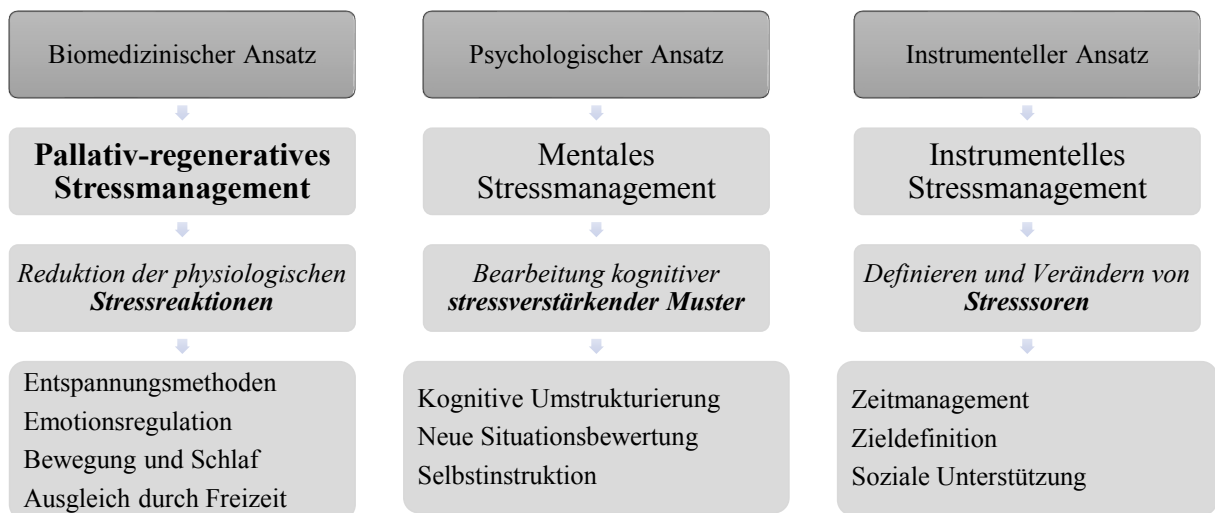 Biomedizinischer Ansatz
Pallativ-regeneratives
Stressmanagement
Reduktion der physiologischen
Stressreaktionen
Entspannungsmethoden
Emotionsregulation
Bewegung und Schlaf
Ausgleich durch Freizeit
Psychologischer Ansatz
Mentales
Stressmanagement
Bearbeitung kognitiver
stressverstärkender Muster
Kognitive Umstrukturierung
Neue Situationsbewertung
Selbstinstruktion
Instrumenteller Ansatz
Instrumentelles
Stressmanagement
Definieren und Verändern von
Stresssoren
Zeitmanagement
Zieldefinition
Soziale Unterstützung